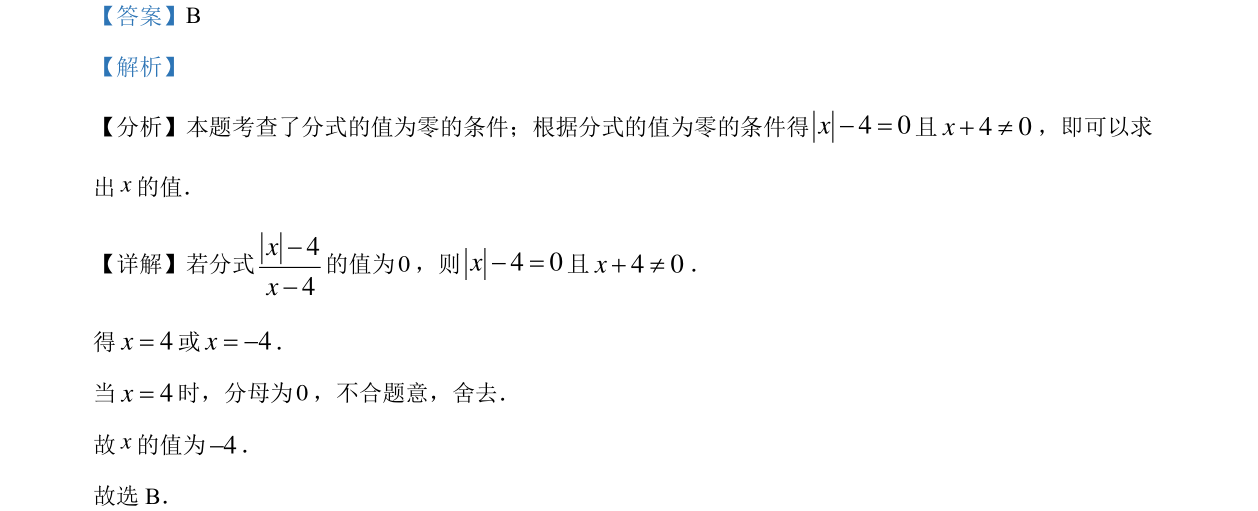 【答案】B
【解析】
【分析】本题考查了分式的值为零的条件；根据分式的值为零的条件得|x|−4=0且x+4≠0，即可以求
出x的值．
【详解】若分式\frac{|x|−4}{x−4}的值为0，则|x|−4=0且x+4≠0．
得x=4或x=−4．
当x=4时，分母为0，不合题意，舍去．
故x的值为−4．
故选B．